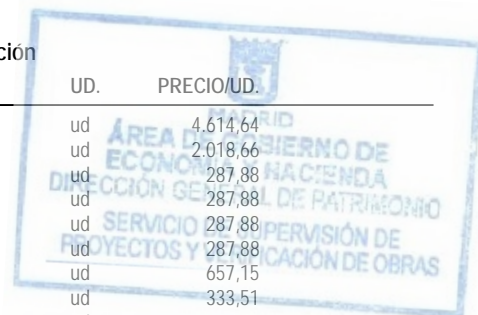 ción
UD. PRECIO/UD.
ud 4.614,64
ud 2.018,66
ud 287,88
ud 287,88
ud 287,88
ud 287,88
ud 657,15
ud 333,51
MADRID
ÁREA DE GOBIERNO DE
ECONOMÍA Y HACIENDA
DIRECCIÓN GENERAL DE PATRIMONIO
SERVICIO DE SUPERVISIÓN DE
PROYECTOS Y VERIFICACIÓN DE OBRAS